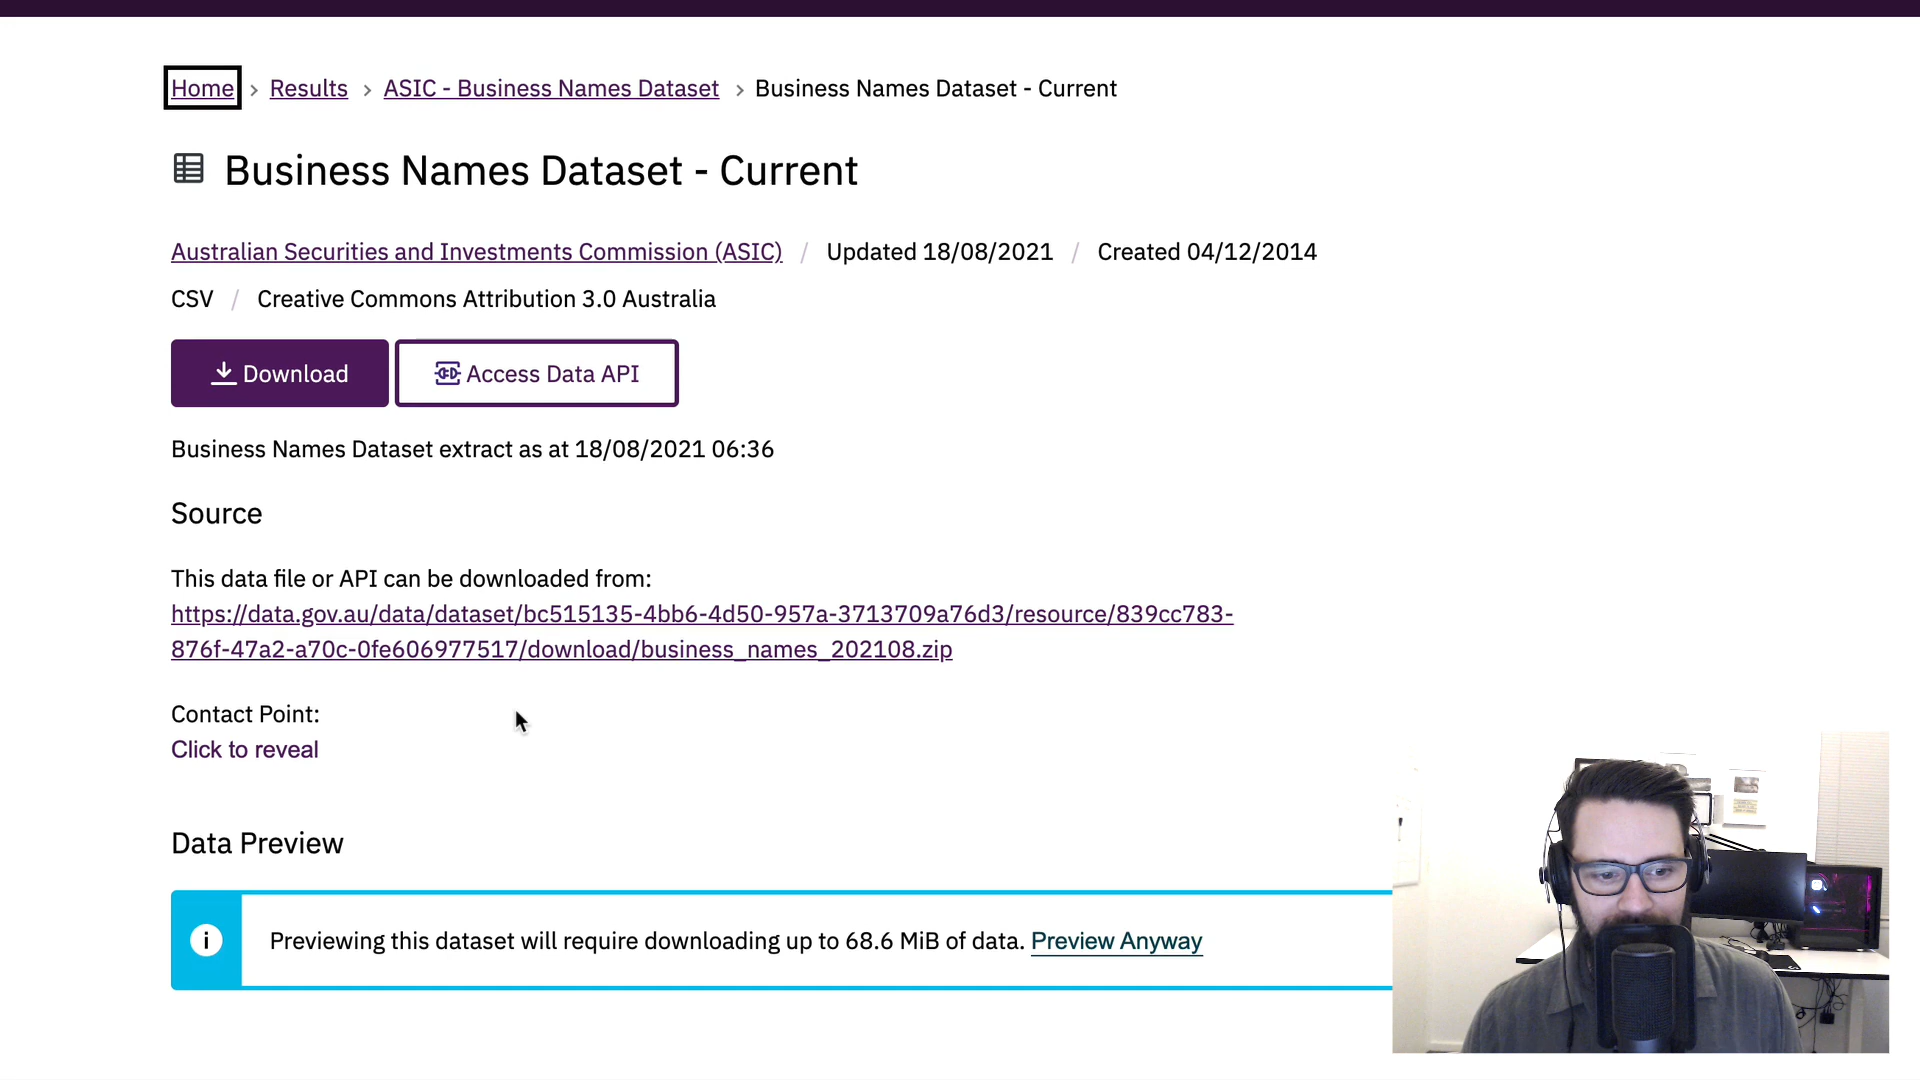 Home > Results > ASIC - Business Names Dataset > Business Names Dataset - Current
Business Names Dataset - Current
Australian Securities and Investments Commission (ASIC) / Updated 18/08/2021 / Created 04/12/2014
CSV / Creative Commons Attribution 3.0 Australia
Download Access Data API
Business Names Dataset extract as at 18/08/2021 06:36
Source
This data file or API can be downloaded from:
https://data.gov.au/data/dataset/bc515135-4bb6-4d50-957a-3713709a76d3/resource/839cc783-
876f-47a2-a70c-0fe606977517/download/business_names_202108.zip
Contact Point:
Click to reveal
Data Preview
Previewing this dataset will require downloading up to 68.6 MiB of data. Preview Anyway